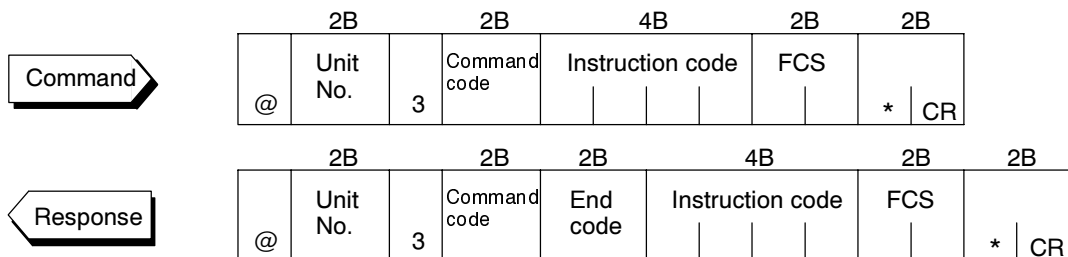 2B 2B 4B 2B 2B
Command
@ Unit No. 3 Command code Instruction code FCS * CR
2B 2B 2B 4B 2B 2B
Response
@ Unit No. 3 Command code End code Instruction code FCS * CR